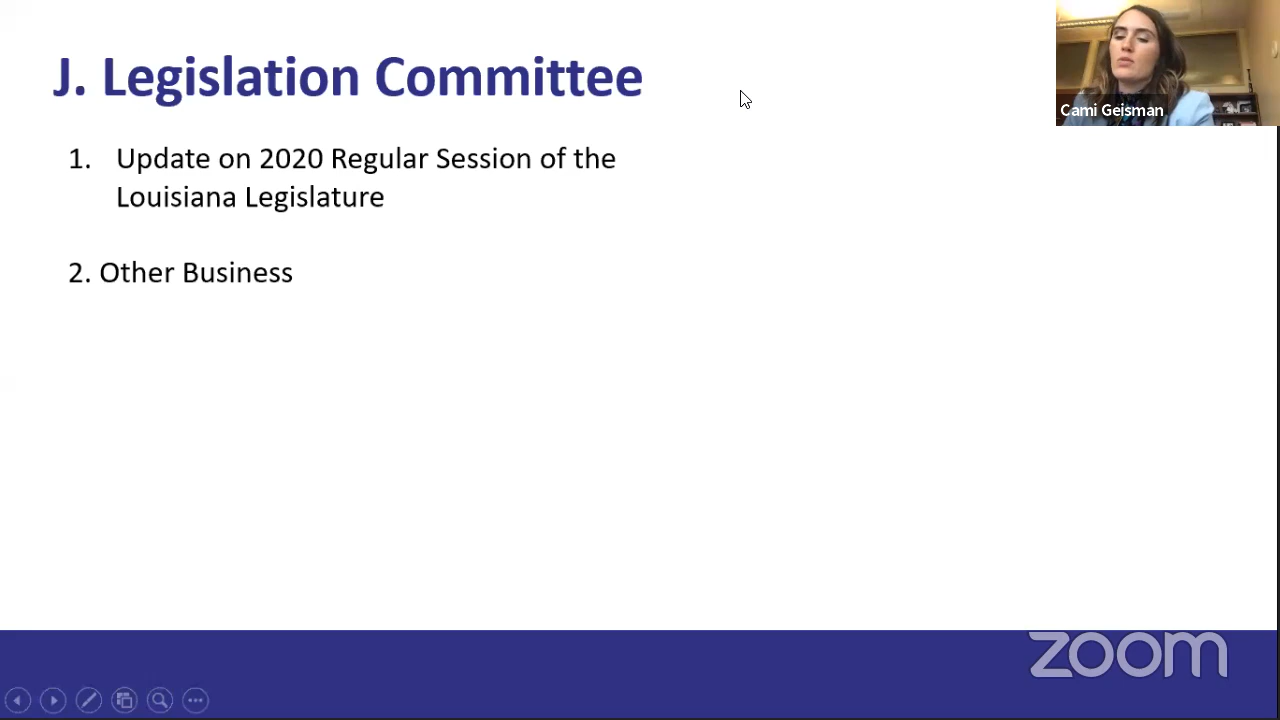 J. Legislation Committee
Cami Geisman
1. Update on 2020 Regular Session of the
Louisiana Legislature
2. Other Business
zoom